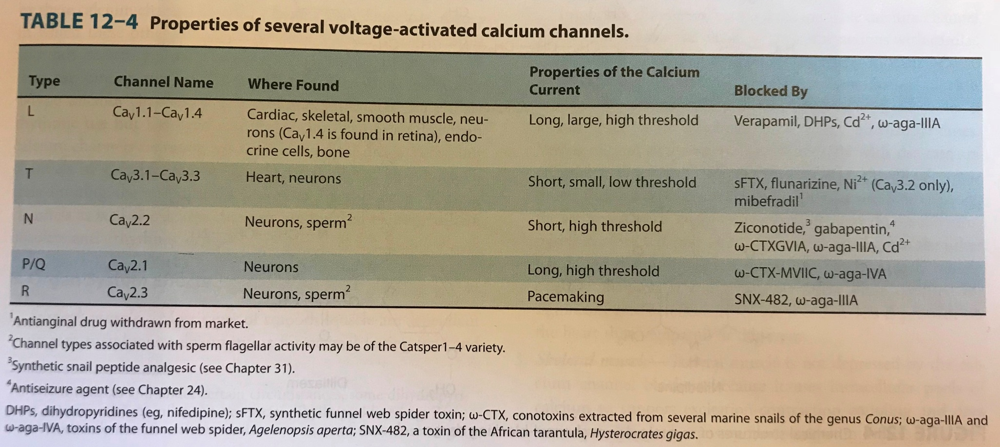 TABLE 12–4 Properties of several voltage-activated calcium channels.
Type Channel Name Where Found Properties of the Calcium Current Blocked By
L Cav1.1–Cav1.4 Cardiac, skeletal, smooth muscle, neu- Long, large, high threshold Verapamil, DHPs, Cd²⁺, ω-aga-IIIA
rons (Cav1.4 is found in retina), endo-
crine cells, bone
T Cav3.1–Cav3.3 Heart, neurons Short, small, low threshold sFTX, flunarizine, Ni²⁺ (Cav3.2 only),
mibefradil¹
N Cav2.2 Neurons, sperm² Short, high threshold Ziconotide,³ gabapentin,⁴
ω-CTXGVIA, ω-aga-IIIA, Cd²⁺
P/Q Cav2.1 Neurons Long, high threshold ω-CTX-MVIIC, ω-aga-IVA
R Cav2.3 Neurons, sperm² Pacemaking SNX-482, ω-aga-IIIA
¹Antianginal drug withdrawn from market.
²Channel types associated with sperm flagellar activity may be of the Catsper1–4 variety.
³Synthetic snail peptide analgesic (see Chapter 31).
⁴Antiseizure agent (see Chapter 24).
DHPs, dihydropyridines (eg, nifedipine); sFTX, synthetic funnel web spider toxin; ω-CTX, conotoxins extracted from several marine snails of the genus Conus; ω-aga-IIIA and
ω-aga-IVA, toxins of the funnel web spider, Agelenopsis aperta; SNX-482, a toxin of the African tarantula, Hysterocrates gigas.